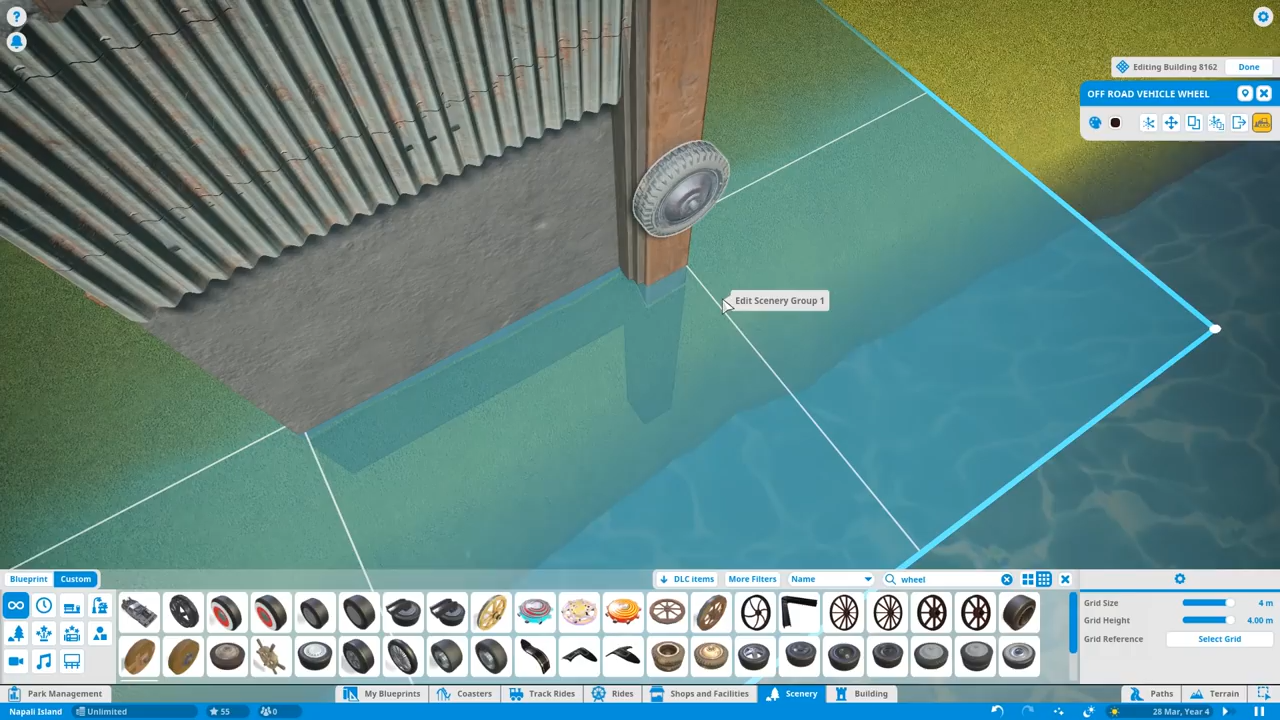 ?
Editing Building 8162
Done
OFF ROAD VEHICLE WHEEL
Edit Scenery Group 1
Blueprint
Custom
DLC items
More Filters
Name
wheel
Grid Size
4 m
Grid Height
4.00 m
Grid Reference
Select Grid
Park Management
My Blueprints
Coasters
Track Rides
Rides
Shops and Facilities
Scenery
Building
Paths
Terrain
Napali Island
Unlimited
55
0
28 Mar, Year 4